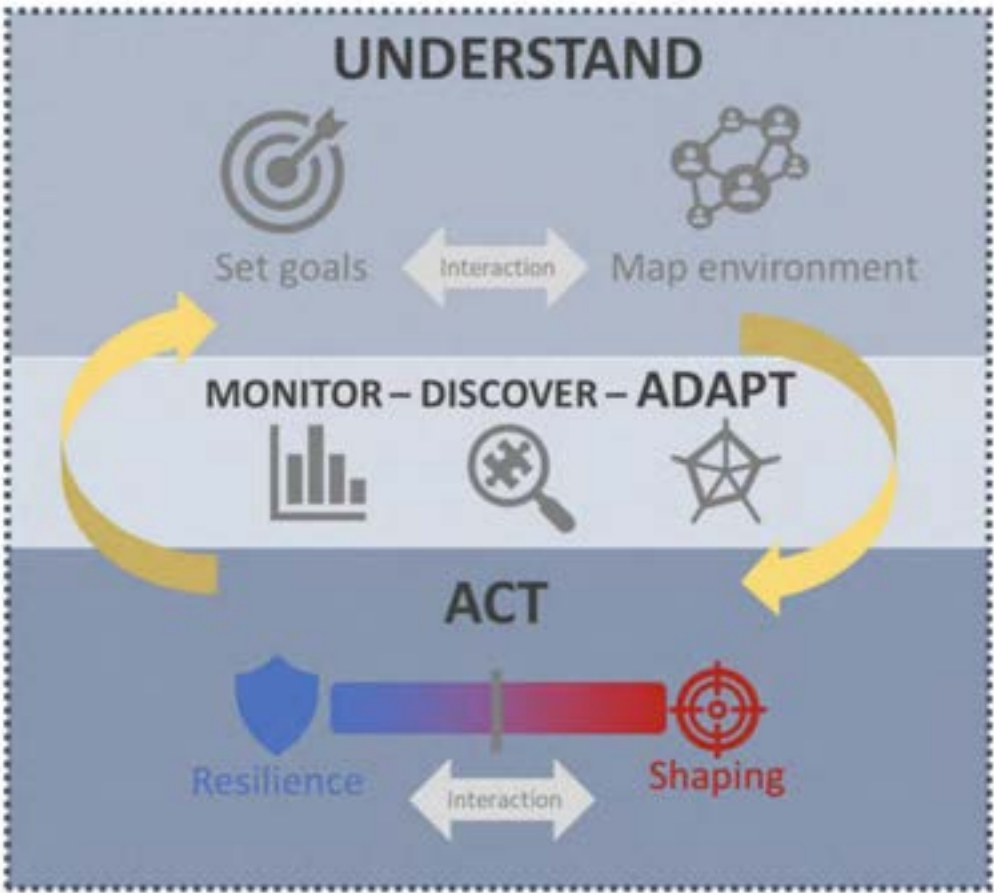 UNDERSTAND
Set goals
Interaction
Map environment
MONITOR – DISCOVER – ADAPT
ACT
Resilience
Interaction
Shaping